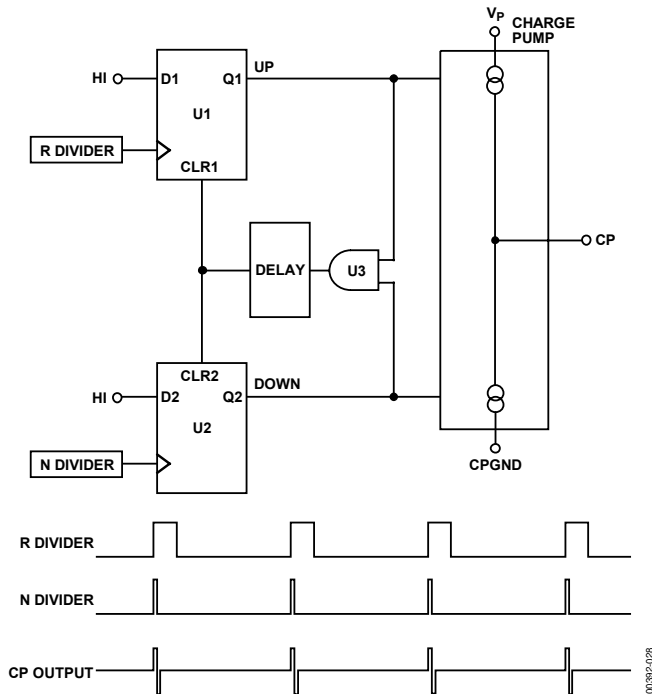 VP
CHARGE
PUMP
HI
D1
Q1
UP
U1
R DIVIDER
CLR1
DELAY
U3
CP
CLR2
HI
D2
Q2
DOWN
U2
N DIVIDER
CPGND
R DIVIDER
N DIVIDER
CP OUTPUT
00392-028